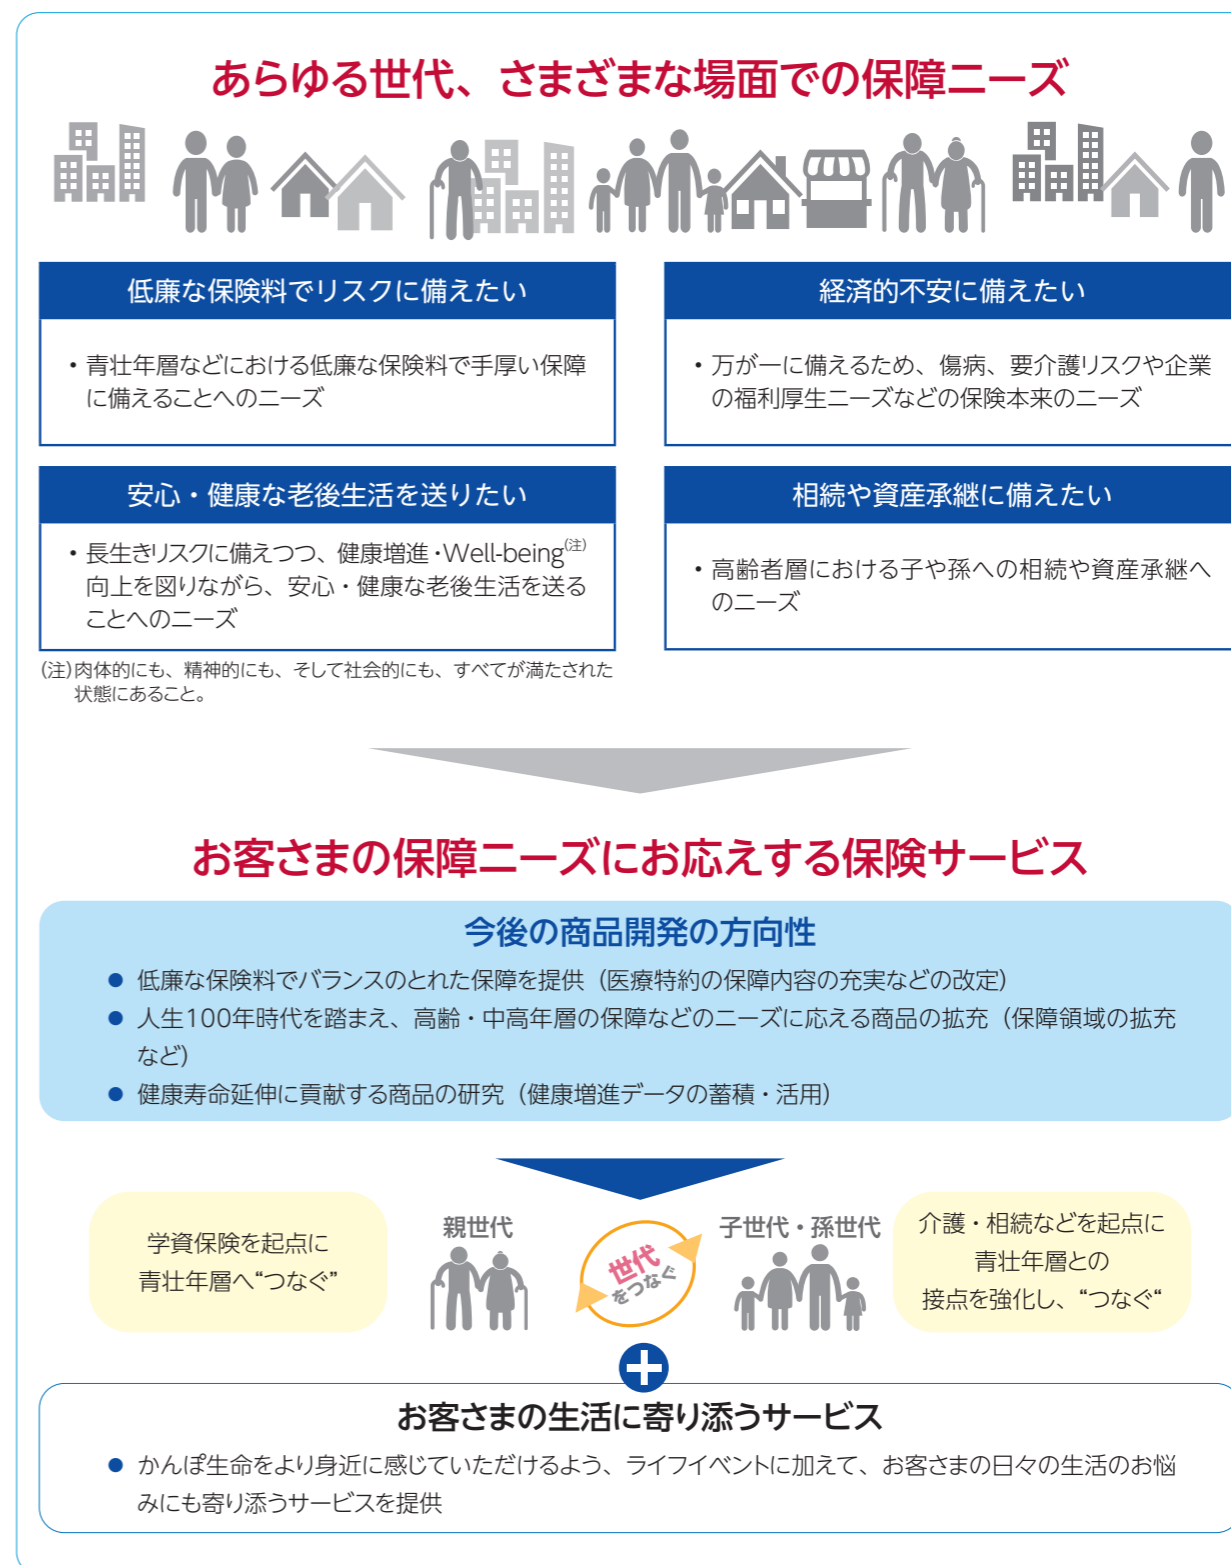 あらゆる世代、さまざまな場面での保障ニーズ
低廉な保険料でリスクに備えたい
・青壮年層などにおける低廉な保険料で手厚い保障
に備えることへのニーズ
経済的不安に備えたい
・万が一に備えるため、傷病、要介護リスクや企業
の福利厚生ニーズなどの保険本来のニーズ
安心・健康な老後生活を送りたい
・長生きリスクに備えつつ、健康増進・Well-being(注)
向上を図りながら、安心・健康な老後生活を送る
ことへのニーズ
(注)肉体的にも、精神的にも、そして社会的にも、すべてが満たされた
状態にあること。
相続や資産承継に備えたい
・高齢者層における子や孫への相続や資産承継へ
のニーズ
お客さまの保障ニーズにお応えする保険サービス
今後の商品開発の方向性
● 低廉な保険料でバランスのとれた保障を提供（医療特約の保障内容の充実などの改定）
● 人生100年時代を踏まえ、高齢・中高年層の保障などのニーズに応える商品の拡充（保障領域の拡充
など）
● 健康寿命延伸に貢献する商品の研究（健康増進データの蓄積・活用）
学資保険を起点に
青壮年層へ“つなぐ”
親世代
世代
をつなぐ
子世代・孫世代
介護・相続などを起点に
青壮年層との
接点を強化し、“つなぐ“
お客さまの生活に寄り添うサービス
● かんぽ生命をより身近に感じていただけるよう、ライフイベントに加えて、お客さまの日々の生活のお悩
みにも寄り添うサービスを提供